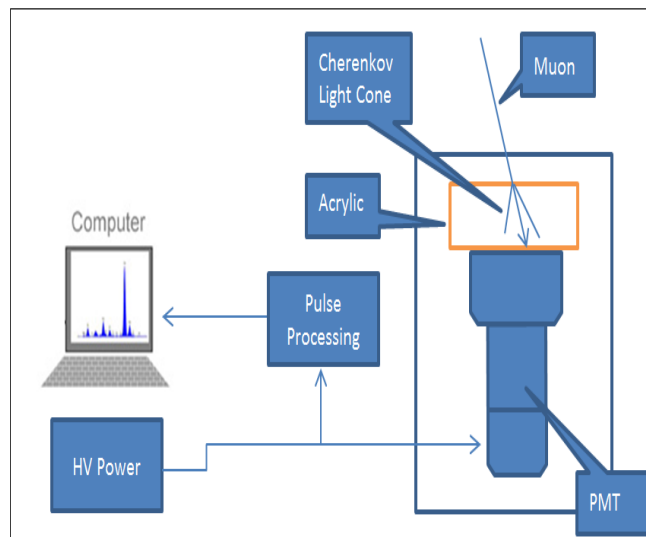 Cherenkov
Light Cone
Muon
Acrylic
Computer
Pulse
Processing
HV Power
PMT